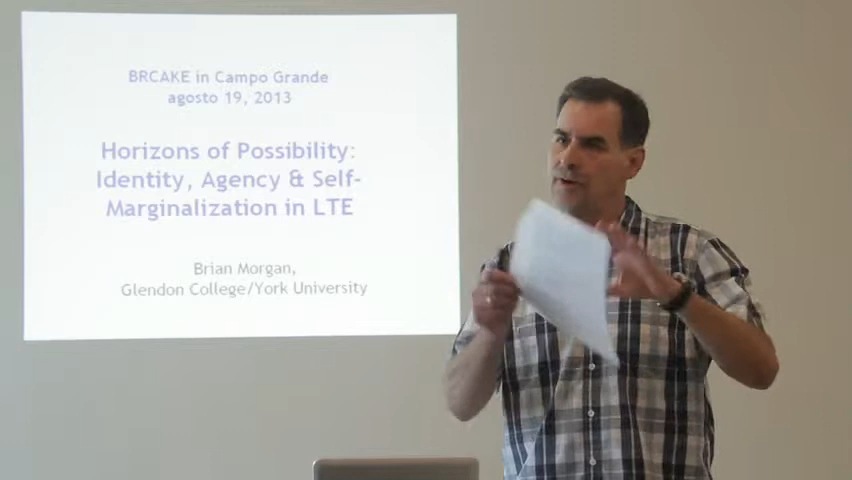 BRCAKE in Campo Grande
agosto 19, 2013
Horizons of Possibility:
Identity, Agency & Self-
Marginalization in LTE
Brian Morgan,
Glendon College/York University